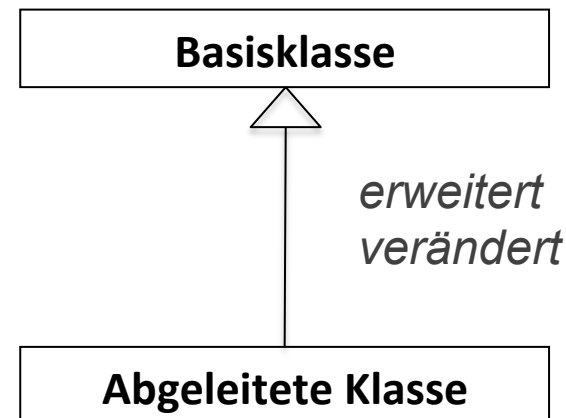 Basisklasse
erweitert
verändert
Abgeleitete Klasse